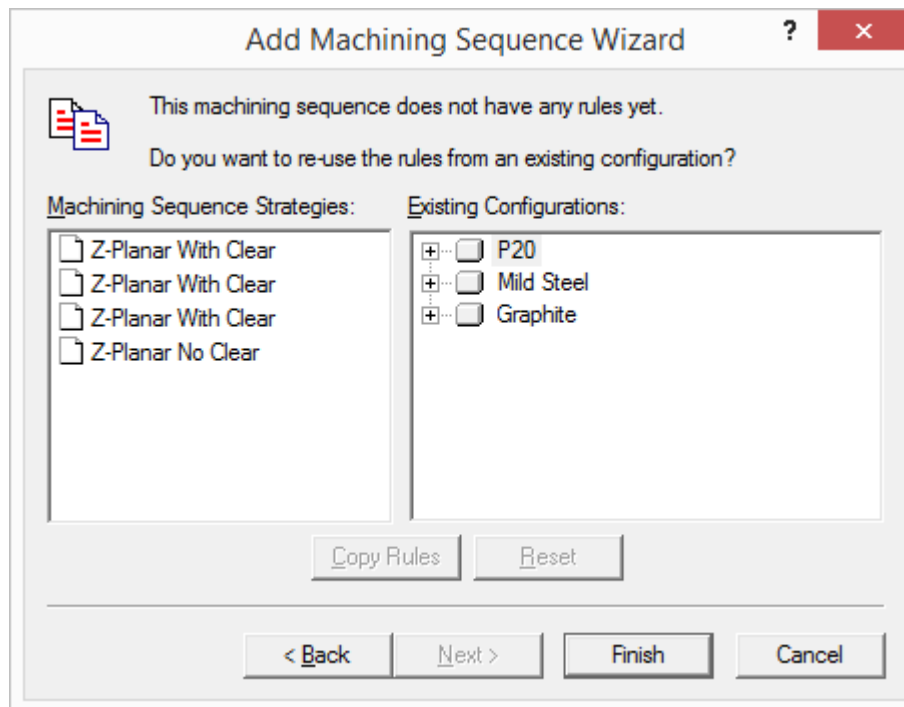 Add Machining Sequence Wizard
?
This machining sequence does not have any rules yet.
Do you want to re-use the rules from an existing configuration?
Machining Sequence Strategies:
Z-Planar With Clear
Z-Planar With Clear
Z-Planar With Clear
Z-Planar No Clear
Existing Configurations:
P20
Mild Steel
Graphite
Copy Rules
Reset
< Back
Next >
Finish
Cancel